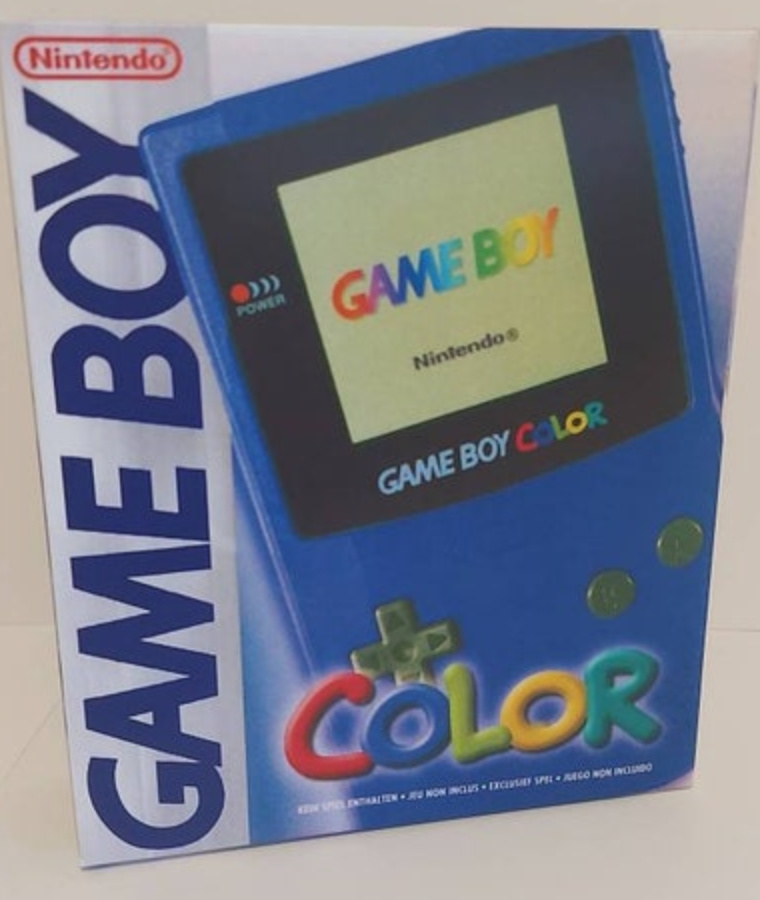 Nintendo®
GAME BOY
GAME BOY
Nintendo®
POWER
GAME BOY COLOR
COLOR
KEIN SPIEL ENTHALTEN • JEU NON INCLUS • EXCLUSIEF SPEL • JUEGO NON INCLUIDO